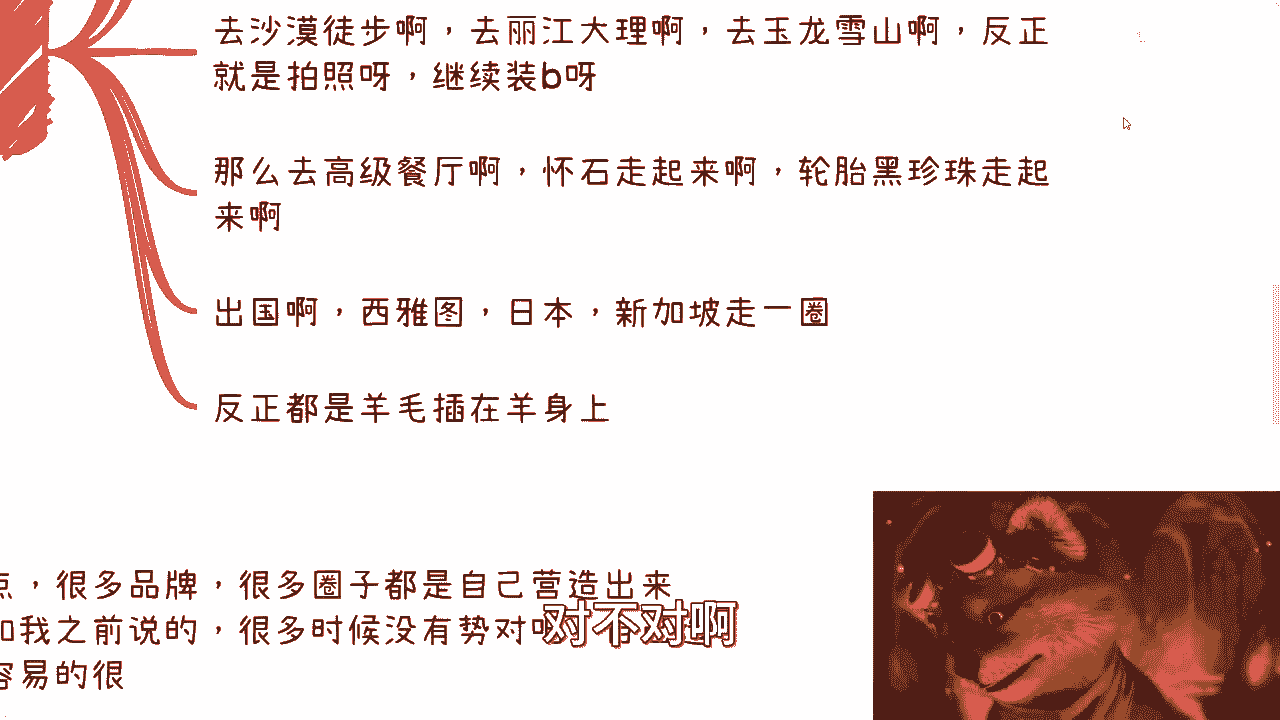 去沙漠徒步啊，去丽江大理啊，去玉龙雪山啊，反正
就是拍照呀，继续装b呀
那么去高级餐厅啊，怀石走起来啊，轮胎黑珍珠走起
来啊
出国啊，西雅图，日本，新加坡走一圈
反正都是羊毛插在羊身上
点，很多品牌，很多圈子都是自己营造出来
和我之前说的，很多时候没有势对吧
对不对啊
容易的很